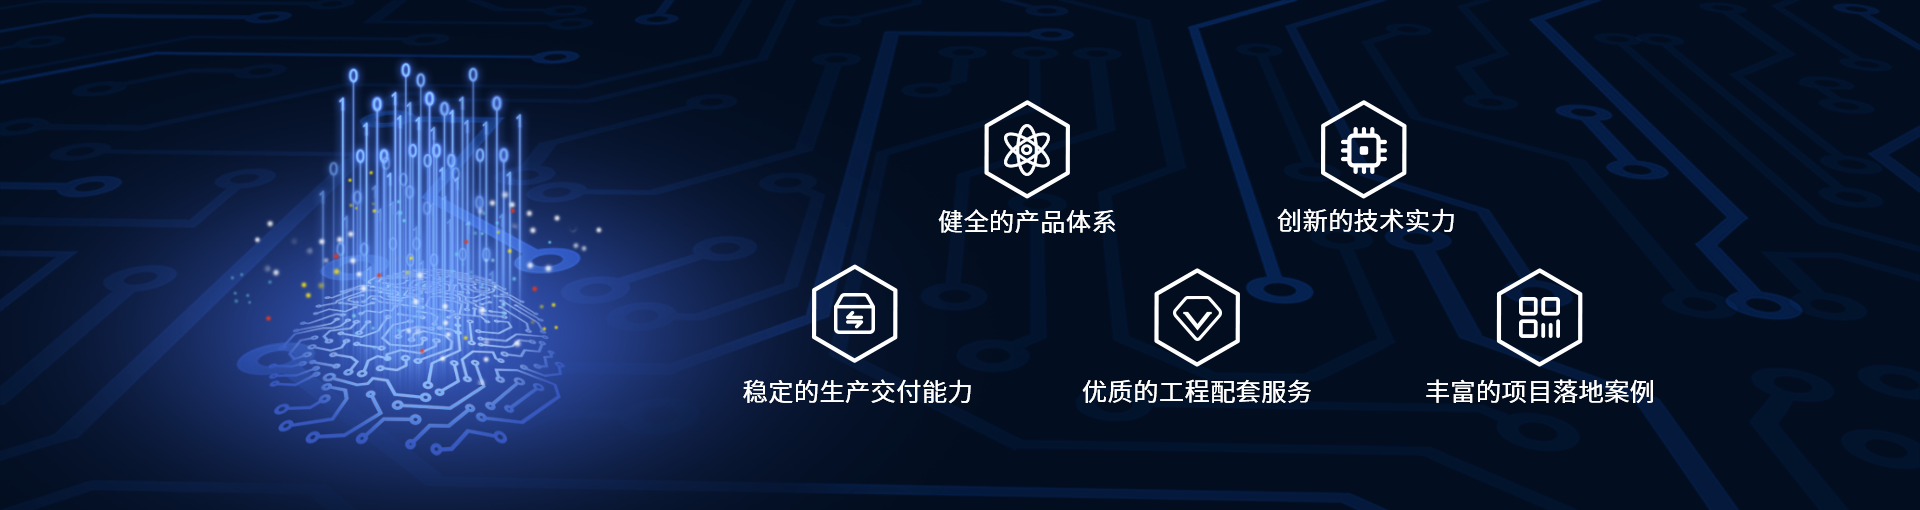 健全的产品体系
创新的技术实力
稳定的生产交付能力
优质的工程配套服务
丰富的项目落地案例